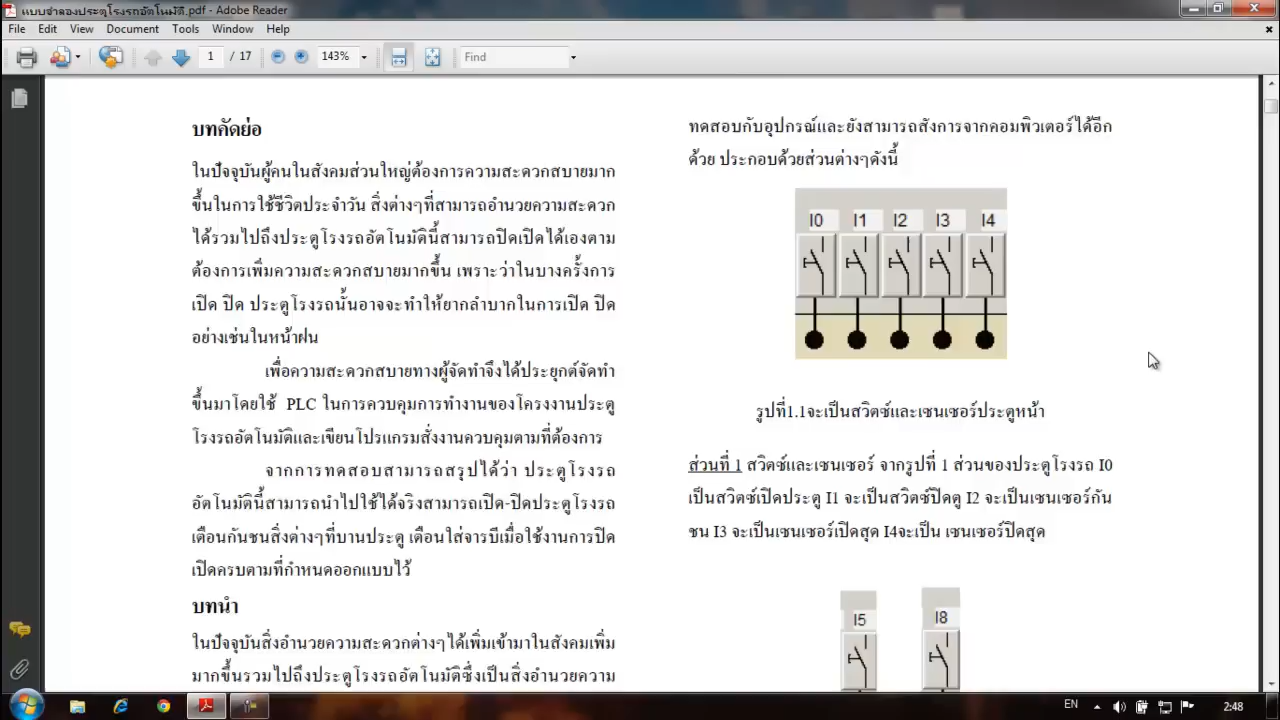 แบบจำลองประตูโรงรถอัตโนมัติ.pdf - Adobe Reader
File Edit View Document Tools Window Help
1 / 17 143% Find
บทคัดย่อ
ในปัจจุบันผู้คนในสังคมส่วนใหญ่ต้องการความสะดวกสบายมาก
ขึ้นในการใช้ชีวิตประจำวัน สิ่งต่างๆที่สามารถอำนวยความสะดวก
ได้รวมไปถึงประตูโรงรถอัตโนมัตินี้สามารถปิดเปิดได้เองตาม
ต้องการเพิ่มความสะดวกสบายมากขึ้น เพราะว่าในบางครั้งการ
เปิด ปิด ประตูโรงรถนั้นอาจจะทำให้ยากลำบากในการเปิด ปิด
อย่างเช่นในหน้าฝน
เพื่อความสะดวกสบายทางผู้จัดทำจึงได้ประยุกต์จัดทำ
ขึ้นมาโดยใช้ PLC ในการควบคุมการทำงานของโครงงานประตู
โรงรถอัตโนมัติและเขียนโปรแกรมสั่งงานควบคุมตามที่ต้องการ
จากการทดสอบสามารถสรุปได้ว่า ประตูโรงรถ
อัตโนมัตินี้สามารถนำไปใช้ได้จริงสามารถเปิด-ปิดประตูโรงรถ
เตือนกันชนสิ่งต่างๆที่บานประตู เตือนใส่จารบีเมื่อใช้งานการปิด
เปิดครบตามที่กำหนดออกแบบไว้
บทนำ
ในปัจจุบันสิ่งอำนวยความสะดวกต่างๆได้เพิ่มเข้ามาในสังคมเพิ่ม
มากขึ้นรวมไปถึงประตูโรงรถอัตโนมัติซึ่งเป็นสิ่งอำนวยความ
ทดสอบกับอุปกรณ์และยังสามารถสั่งการจากคอมพิวเตอร์ได้อีก
ด้วย ประกอบด้วยส่วนต่างๆดังนี้
I0 I1 I2 I3 I4
รูปที่1.1จะเป็นสวิตซ์และเซนเซอร์ประตูหน้า
ส่วนที่ 1 สวิตซ์และเซนเซอร์ จากรูปที่ 1 ส่วนของประตูโรงรถ I0
เป็นสวิตซ์เปิดประตู I1 จะเป็นสวิตซ์ปิดตู I2 จะเป็นเซนเซอร์กัน
ชน I3 จะเป็นเซนเซอร์เปิดสุด I4จะเป็น เซนเซอร์ปิดสุด
I5 I8
EN 2:48